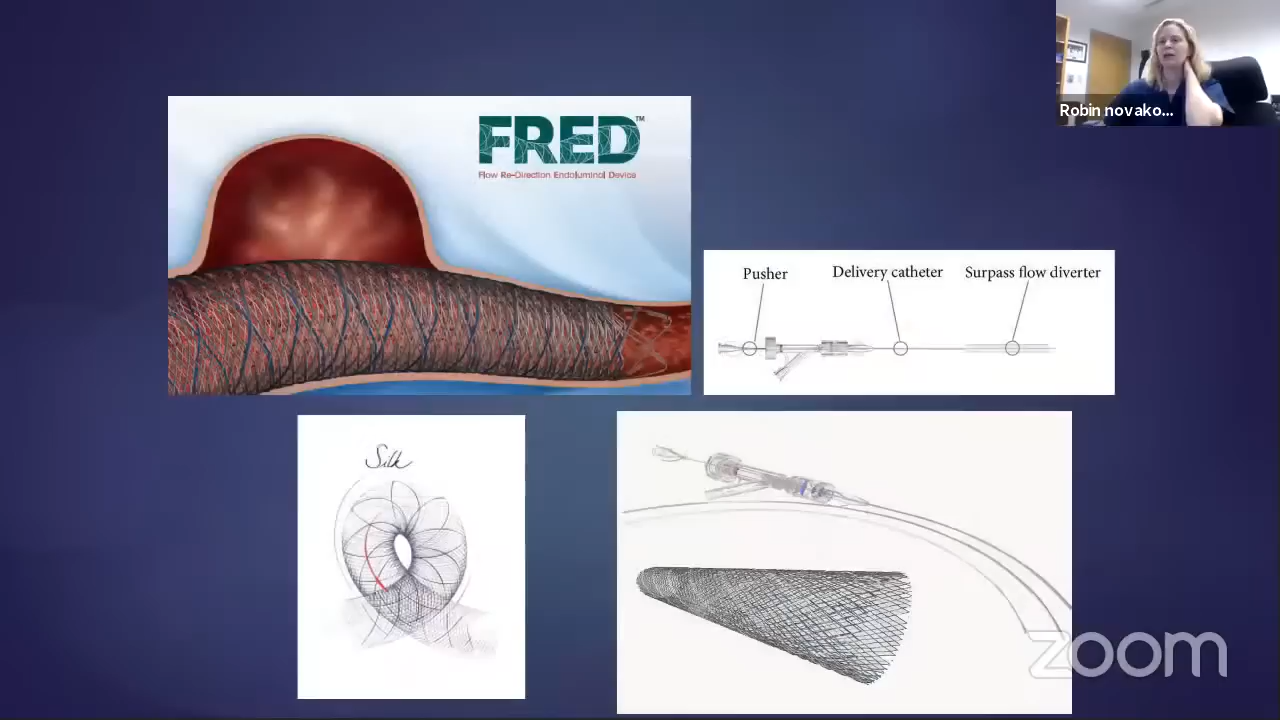 Robin novako...
FRED™
Flow Re-Direction Endoluminal Device
Pusher
Delivery catheter
Surpass flow diverter
Silk
zoom